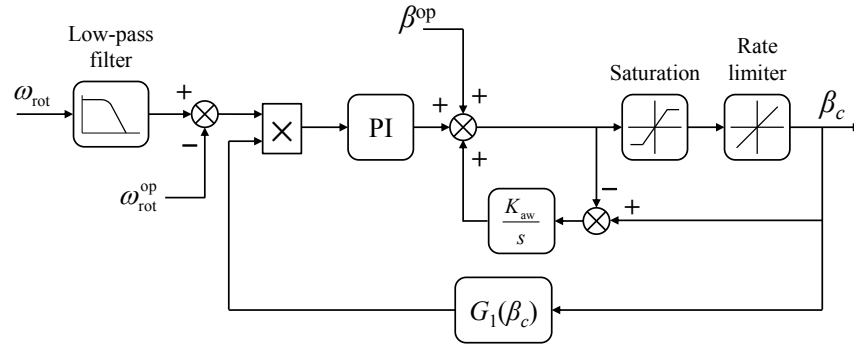 Low-pass
filter
ω_rot
+
−
ω_rot^op
×
PI
β^op
+
+
+
Saturation
Rate
limiter
β_c
K_aw
s
−
+
G_1(β_c)